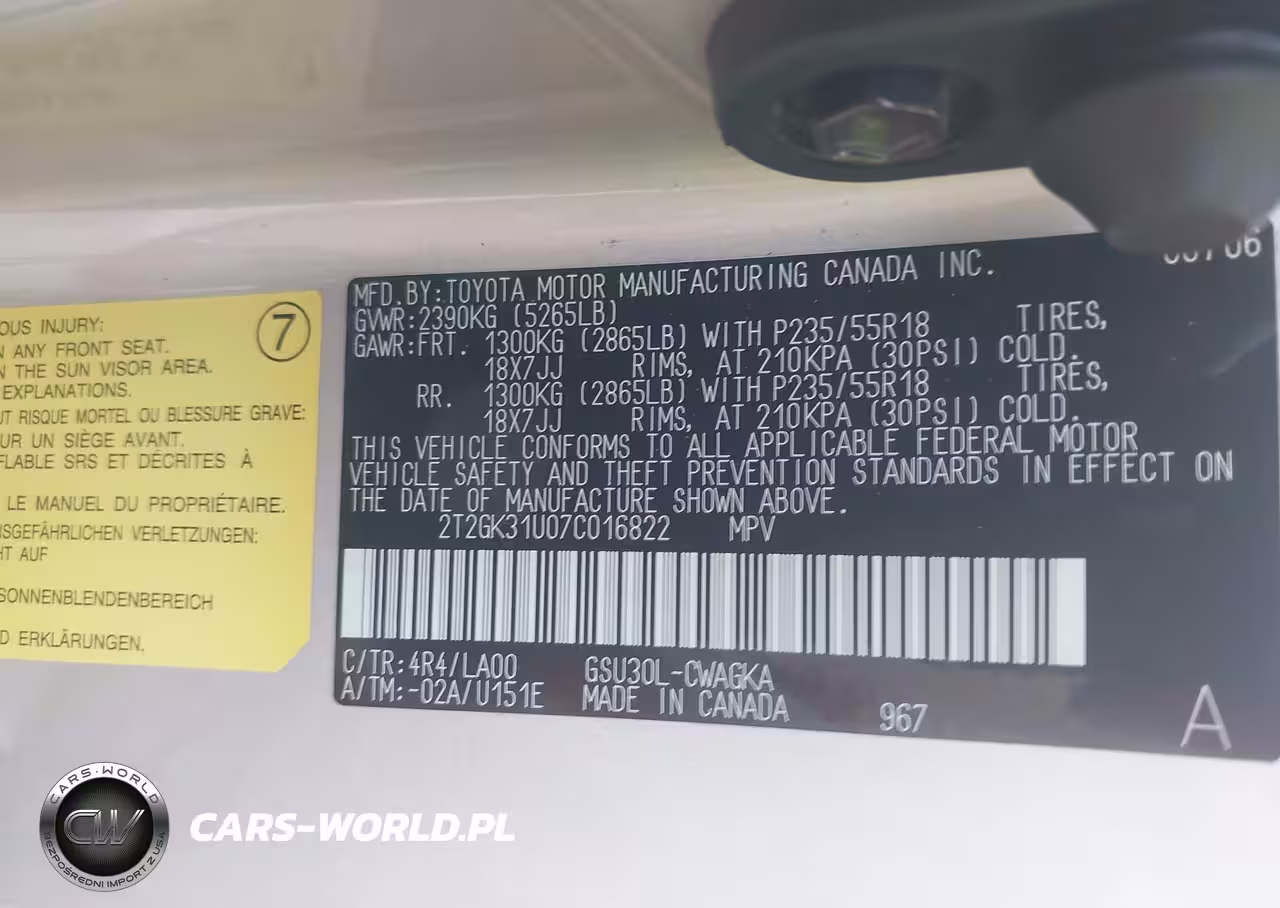 MFD.BY:TOYOTA MOTOR MANUFACTURING CANADA INC.
GVWR:2390KG (5265LB)
GAWR:FRT. 1300KG (2865LB) WITH P235/55R18 TIRES,
18X7JJ RIMS, AT 210KPA (30PSI) COLD.
RR. 1300KG (2865LB) WITH P235/55R18 TIRES,
18X7JJ RIMS, AT 210KPA (30PSI) COLD.
THIS VEHICLE CONFORMS TO ALL APPLICABLE FEDERAL MOTOR
VEHICLE SAFETY AND THEFT PREVENTION STANDARDS IN EFFECT ON
THE DATE OF MANUFACTURE SHOWN ABOVE.
2T2GK31U07C016822 MPV
C/TR:4R4/LA00 GSU30L-CWAGKA
A/TM:-02A/U151E MADE IN CANADA 967
A
7
OUS INJURY:
N ANY FRONT SEAT.
N THE SUN VISOR AREA.
EXPLANATIONS.
UT RISQUE MORTEL OU BLESSURE GRAVE:
UR UN SIÈGE AVANT.
FLABLE SRS ET DÉCRITES À
LE MANUEL DU PROPRIÉTAIRE.
SGEFÄHRLICHEN VERLETZUNGEN:
HT AUF
SONNENBLENDENBEREICH
D ERKLÄRUNGEN.
CARS-WORLD
CW
BEZPOŚREDNI IMPORT Z USA
CARS-WORLD.PL